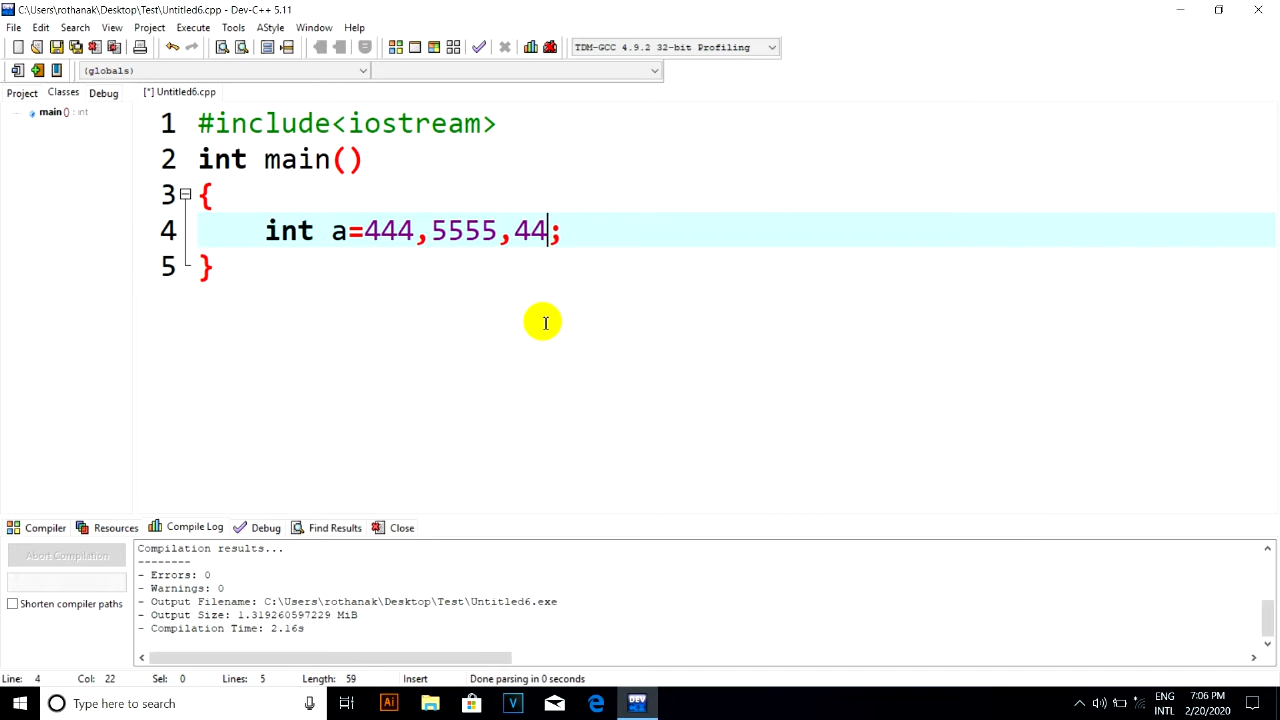 C:\Users\rothanak\Desktop\Test\Untitled6.cpp - Dev-C++ 5.11
File Edit Search View Project Execute Tools AStyle Window Help
TDM-GCC 4.9.2 32-bit Profiling
(globals)
Project Classes Debug [*] Untitled6.cpp
main () : int
1 #include<iostream>
2 int main()
3 {
4 int a=444,5555,44;
5 }
Compiler Resources Compile Log Debug Find Results Close
Abort Compilation
Shorten compiler paths
Compilation results...
--------
- Errors: 0
- Warnings: 0
- Output Filename: C:\Users\rothanak\Desktop\Test\Untitled6.exe
- Output Size: 1.319260597229 MiB
- Compilation Time: 2.16s
Line: 4 Col: 22 Sel: 0 Lines: 5 Length: 59 Insert Done parsing in 0 seconds
Type here to search
Ai
V
DEV
ENG
INTL
7:06 PM
2/20/2020